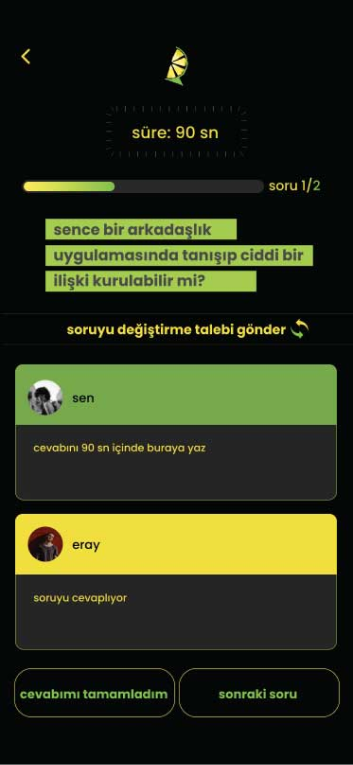 süre: 90 sn
soru 1/2
sence bir arkadaşlık
uygulamasında tanışıp ciddi bir
ilişki kurulabilir mi?
soruyu değiştirme talebi gönder
sen
cevabını 90 sn içinde buraya yaz
eray
soruyu cevaplıyor
cevabımı tamamladım
sonraki soru